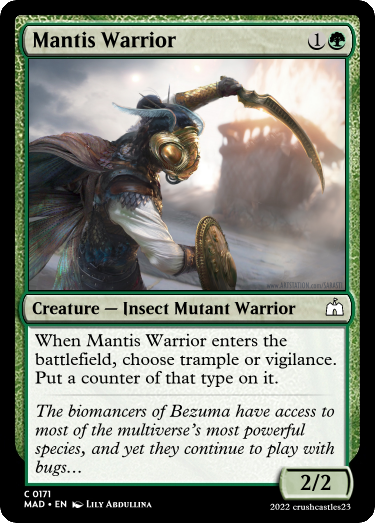 Mantis Warrior 1
Creature — Insect Mutant Warrior
When Mantis Warrior enters the
battlefield, choose trample or vigilance.
Put a counter of that type on it.
The biomancers of Bezuma have access to
most of the multiverse's most powerful
species, and yet they continue to play with
bugs...
2/2
C 0171
MAD • EN Lily Abdullina
2022 crushcastles23